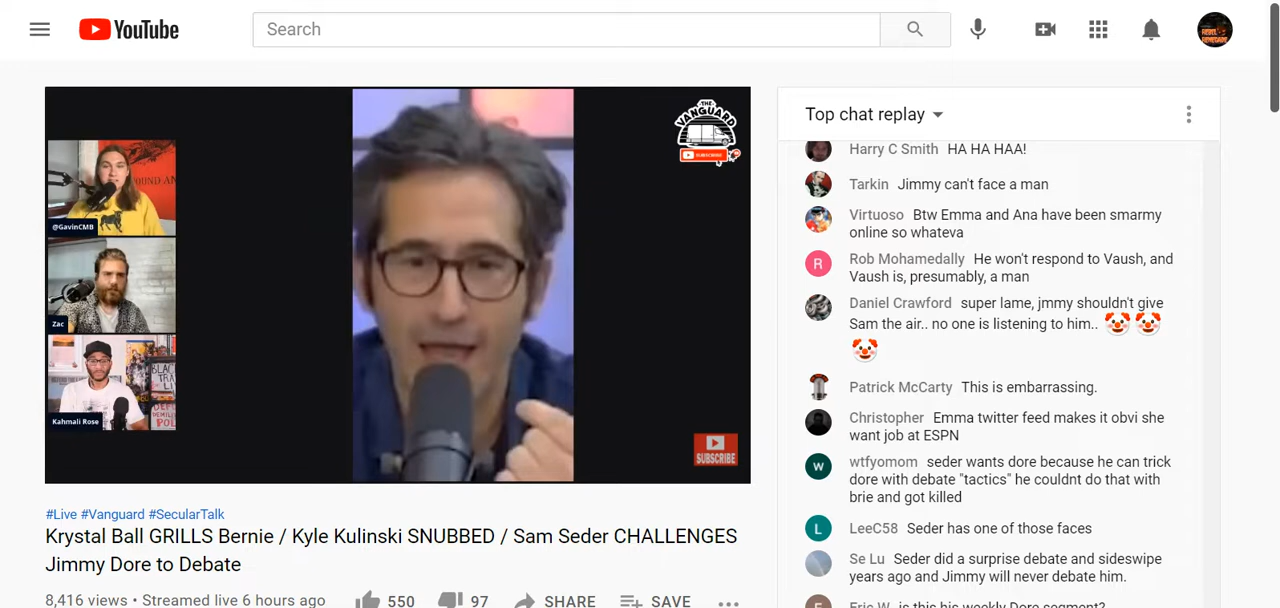 YouTube
Search
THE
VANGUARD
SUBSCRIBE
@GavinCMB
Zac
Kahmali Rose
SUBSCRIBE
#Live #Vanguard #SecularTalk
Krystal Ball GRILLS Bernie / Kyle Kulinski SNUBBED / Sam Seder CHALLENGES
Jimmy Dore to Debate
8,416 views • Streamed live 6 hours ago
550
97
SHARE
SAVE
Top chat replay
Harry C Smith HA HA HAA!
Tarkin Jimmy can't face a man
Virtuoso Btw Emma and Ana have been smarmy
online so whateva
R
Rob Mohamedally He won't respond to Vaush, and
Vaush is, presumably, a man
Daniel Crawford super lame, jmmy shouldn't give
Sam the air.. no one is listening to him..
Patrick McCarty This is embarrassing.
Christopher Emma twitter feed makes it obvi she
want job at ESPN
W
wtfyomom seder wants dore because he can trick
dore with debate "tactics" he couldnt do that with
brie and got killed
L
LeeC58 Seder has one of those faces
Se Lu Seder did a surprise debate and sideswipe
years ago and Jimmy will never debate him.
Eric W is this his weekly Dore segment?